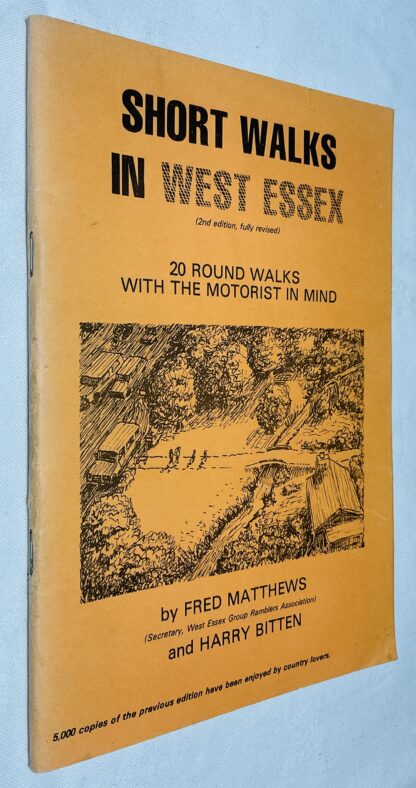 SHORT WALKS
IN WEST ESSEX
(2nd edition, fully revised)
20 ROUND WALKS
WITH THE MOTORIST IN MIND
by FRED MATTHEWS
(Secretary, West Essex Group Ramblers Association)
and HARRY BITTEN
5,000 copies of the previous edition have been enjoyed by country lovers.